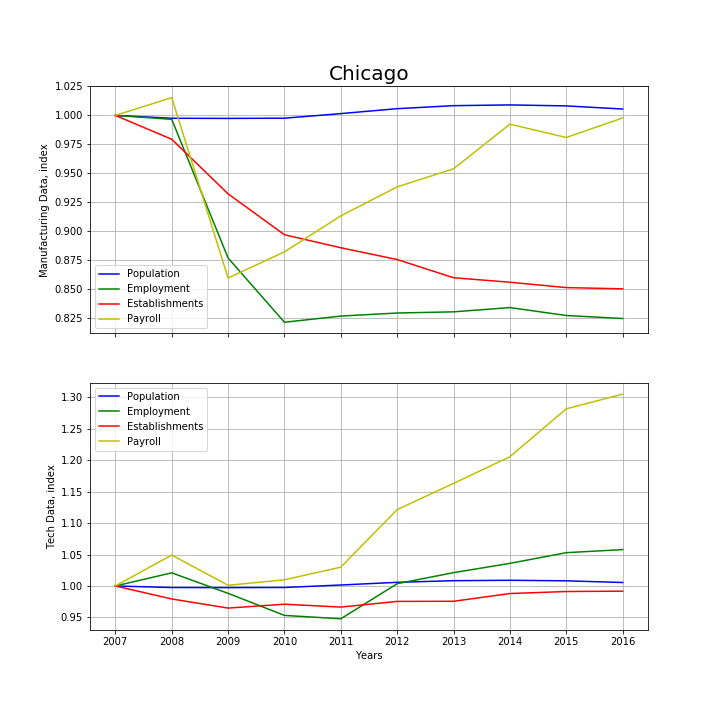 Chicago
Manufacturing Data, index
1.025
1.000
0.975
0.950
0.925
0.900
0.875
0.850
0.825
Population
Employment
Establishments
Payroll
Tech Data, index
1.30
1.25
1.20
1.15
1.10
1.05
1.00
0.95
Population
Employment
Establishments
Payroll
2007 2008 2009 2010 2011 2012 2013 2014 2015 2016
Years